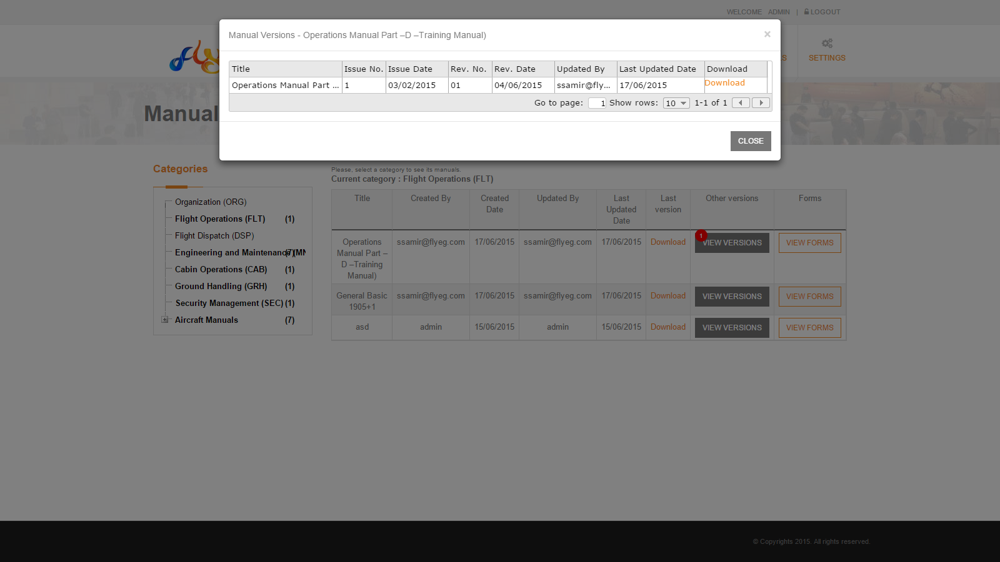 WELCOME ADMIN | LOGOUT
Manual Versions - Operations Manual Part –D –Training Manual)
×
Title Issue No. Issue Date Rev. No. Rev. Date Updated By Last Updated Date Download
Operations Manual Part ... 1 03/02/2015 01 04/06/2015 ssamir@fly... 17/06/2015 Download
Go to page: 1 Show rows: 10 1-1 of 1
CLOSE
S SETTINGS
Manual
Categories
Organization (ORG)
Flight Operations (FLT) (1)
Flight Dispatch (DSP)
Engineering and Maintenance (MN (7)
Cabin Operations (CAB) (1)
Ground Handling (GRH) (1)
Security Management (SEC) (1)
Aircraft Manuals (7)
Please, select a category to see its manuals.
Current category : Flight Operations (FLT)
Title Created By Created Date Updated By Last Updated Date Last version Other versions Forms
Operations Manual Part – D –Training Manual) ssamir@flyeg.com 17/06/2015 ssamir@flyeg.com 17/06/2015 Download 1 VIEW VERSIONS VIEW FORMS
General Basic 1905+1 ssamir@flyeg.com 17/06/2015 ssamir@flyeg.com 17/06/2015 Download VIEW VERSIONS VIEW FORMS
asd admin 15/06/2015 admin 15/06/2015 Download VIEW VERSIONS VIEW FORMS
© Copyrights 2015. All rights reserved.